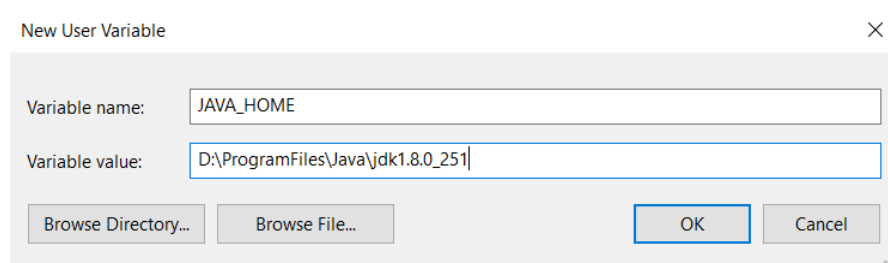 New User Variable
Variable name: JAVA_HOME
Variable value: D:\ProgramFiles\Java\jdk1.8.0_251
Browse Directory... Browse File... OK Cancel